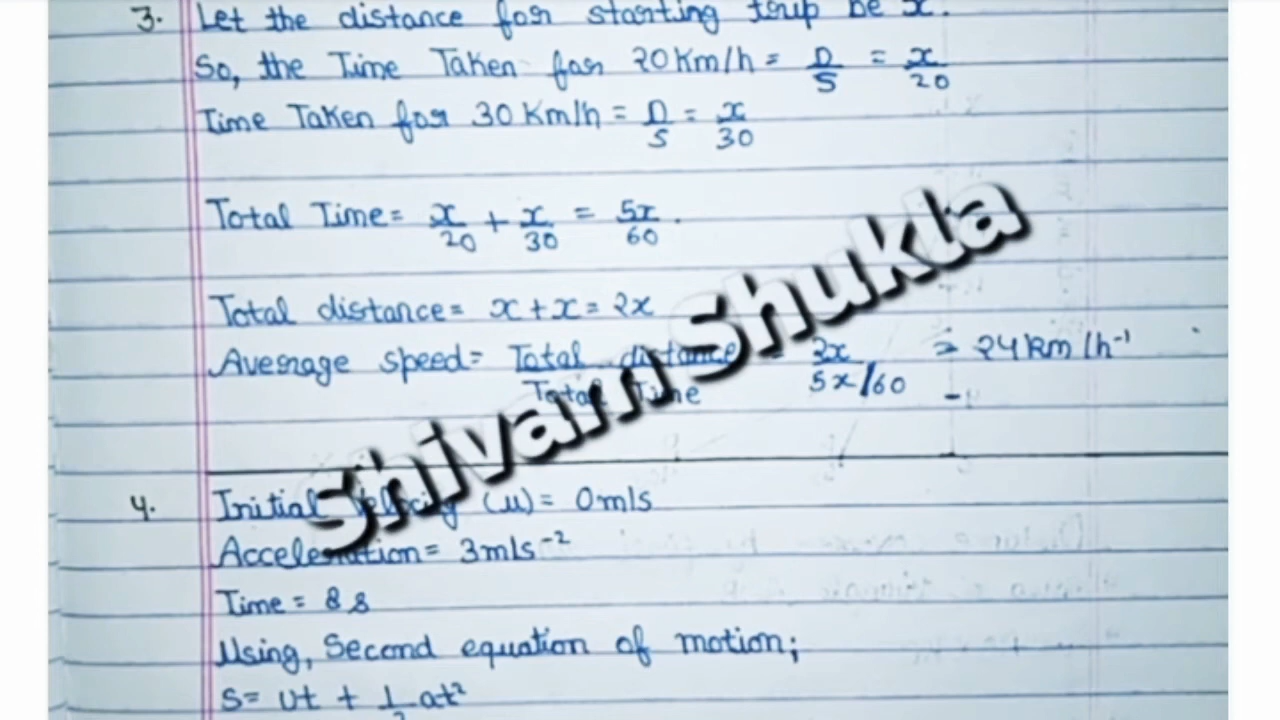 3. Let the distance for starting trip be x.
So, the Time Taken for 20 Km/h = D/S = x/20
Time Taken for 30 Km/h = D/S = x/30
Total Time = x/20 + x/30 = 5x/60.
Total distance = x + x = 2x
Average speed = Total distance/Total Time = 2x/5x/60 = 24 km/h⁻¹
4. Initial Velocity (u) = 0 m/s
Acceleration = 3 m/s⁻²
Time = 8 s
Using, Second equation of motion;
S = ut + 1/2 at²
Shivam Shukla